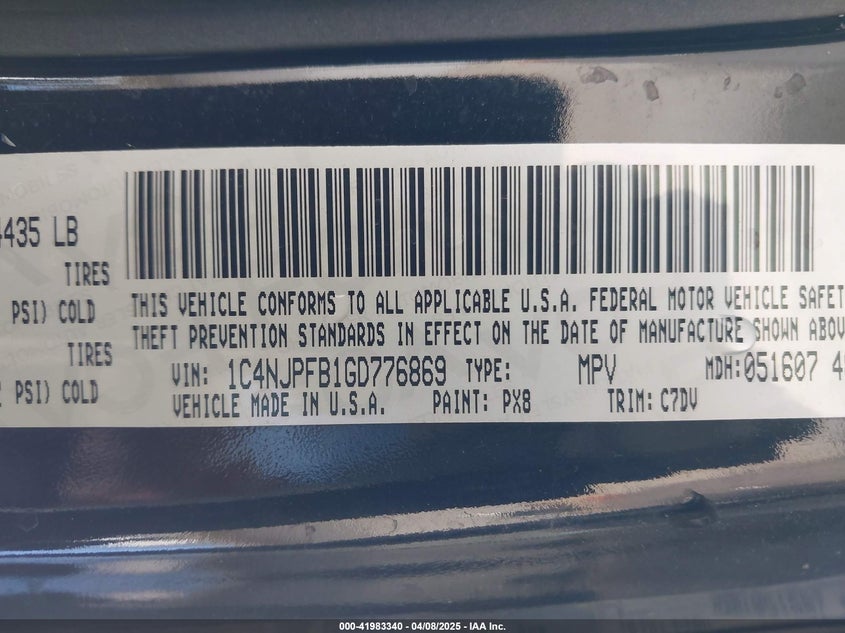 4435 LB
TIRES
PSI) COLD
TIRES
PSI) COLD
THIS VEHICLE CONFORMS TO ALL APPLICABLE U.S.A. FEDERAL MOTOR VEHICLE SAFET
THEFT PREVENTION STANDARDS IN EFFECT ON THE DATE OF MANUFACTURE SHOWN ABOV
VIN: 1C4NJPFB1GD776869 TYPE: MPV MDH:051607 4
VEHICLE MADE IN U.S.A. PAINT: PX8 TRIM: C7DV
000-41983340 - 04/08/2025 - IAA Inc.